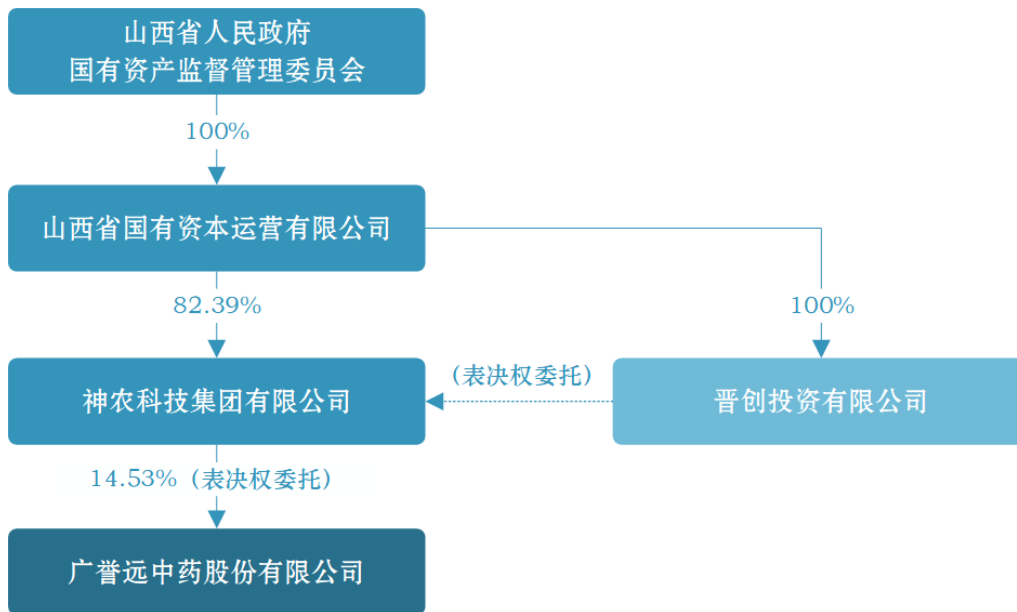 山西省人民政府
国有资产监督管理委员会
100%
山西省国有资本运营有限公司
82.39%
100%
神农科技集团有限公司
(表决权委托)
晋创投资有限公司
14.53%（表决权委托）
广誉远中药股份有限公司